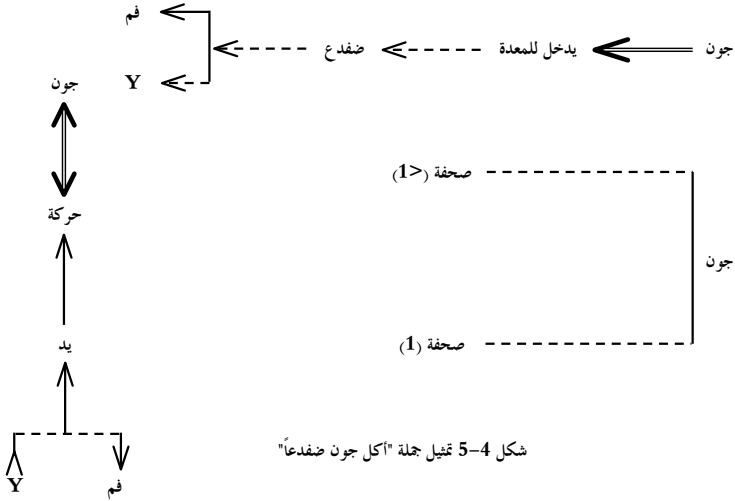 فم
جون
يدخل للمعدة
ضفدع
Y
جون
صحفة (<1)
حركة
جون
يد
صحفة (1)
شكل 4-5 تمثيل جملة "أكل جون ضفدعاً"
Y
فم